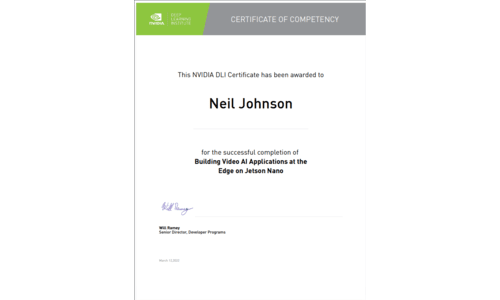 NVIDIA
DEEP
LEARNING
INSTITUTE
CERTIFICATE OF COMPETENCY
This NVIDIA DLI Certificate has been awarded to
Neil Johnson
for the successful completion of
Building Video AI Applications at the
Edge on Jetson Nano
Will Ramey
Will Ramey
Senior Director, Developer Programs